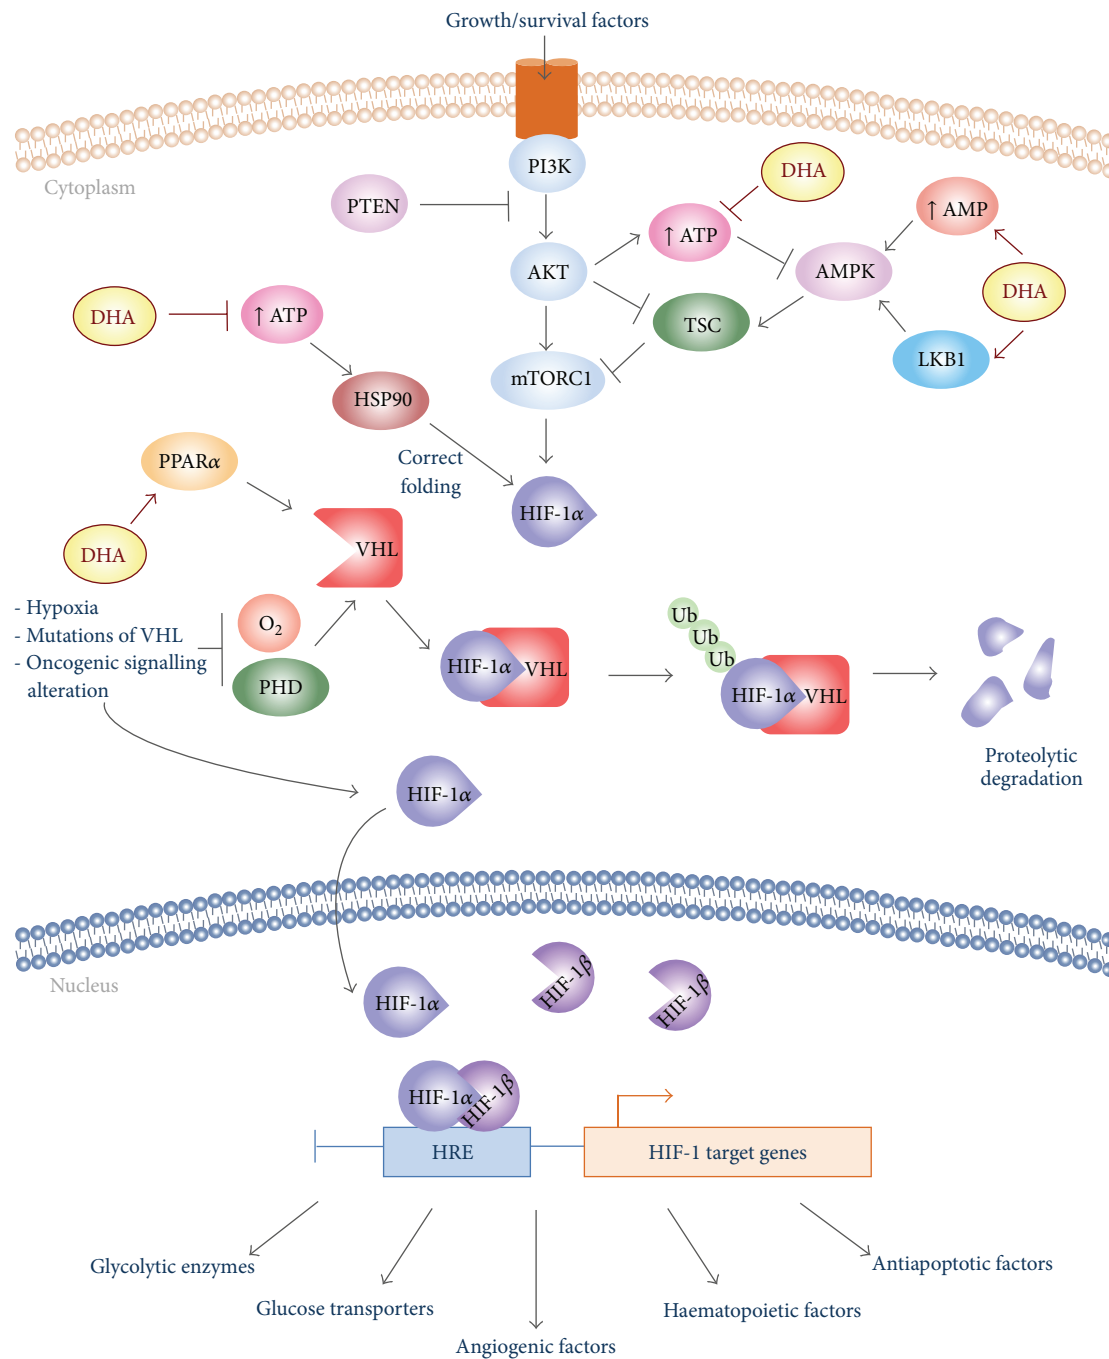 Growth/survival factors
Cytoplasm
PI3K
DHA
PTEN
↑ ATP
↑ AMP
AKT
AMPK
DHA
DHA
↑ ATP
TSC
LKB1
HSP90
mTORC1
Correct
folding
PPARα
HIF-1α
DHA
VHL
- Hypoxia
- Mutations of VHL
- Oncogenic signalling
alteration
O₂
PHD
HIF-1α
VHL
Ub
Ub
Ub
HIF-1α
VHL
Proteolytic
degradation
HIF-1α
Nucleus
HIF-1α
HIF-1β
HIF-1β
HIF-1α
HIF-1β
HRE
HIF-1 target genes
Glycolytic enzymes
Glucose transporters
Angiogenic factors
Haematopoietic factors
Antiapoptotic factors